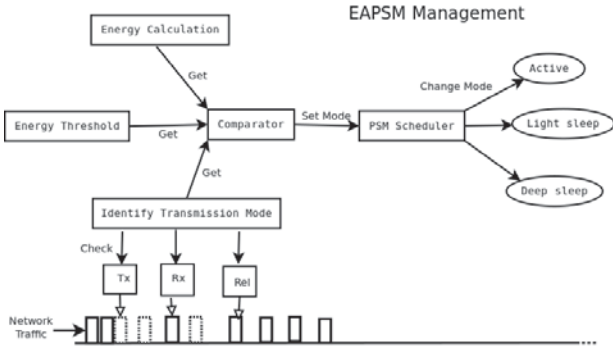 EAPSM Management
Energy Calculation
Get
Active
Change Mode
Energy Threshold
Get
Comparator
Set Mode
PSM Scheduler
Light sleep
Get
Deep sleep
Identify Transmission Mode
Check
Tx
Rx
Rel
Network
Traffic